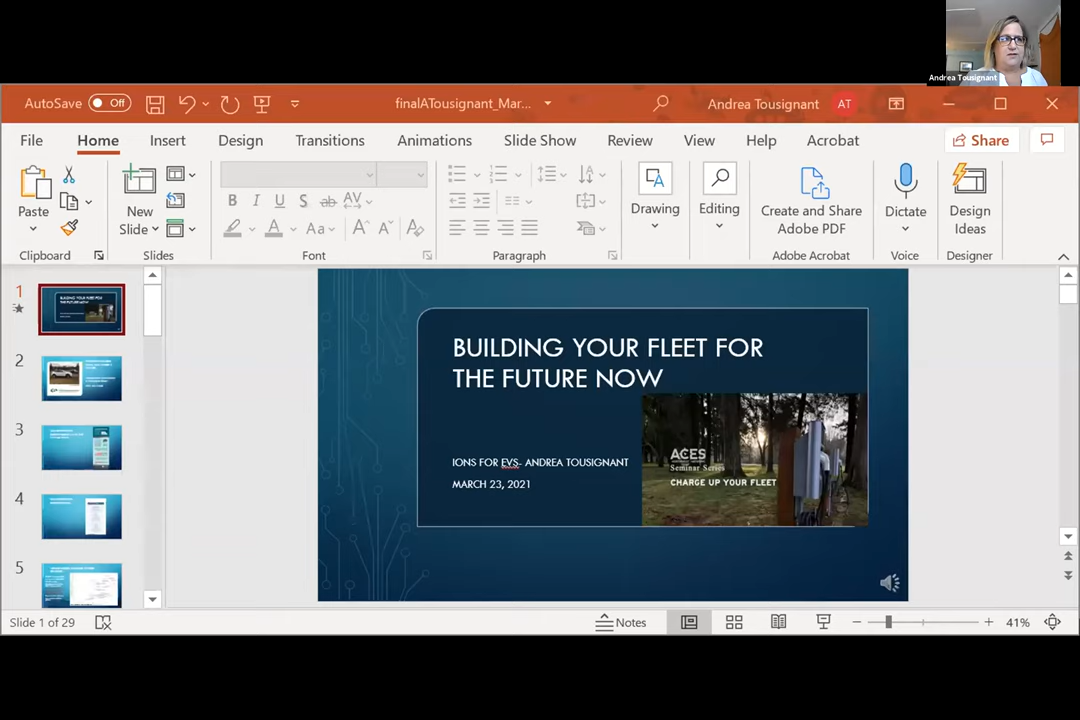 Andrea Tousignant
AutoSave Off finalATousignant_Mar... Andrea Tousignant AT
File Home Insert Design Transitions Animations Slide Show Review View Help Acrobat Share
Paste
New
Slide
B I U S ab AV
Aa A A A
Drawing
Editing
Create and Share
Adobe PDF
Dictate
Design
Ideas
Clipboard Slides Font Paragraph Adobe Acrobat Voice Designer
1
2
3
4
5
BUILDING YOUR FLEET FOR
THE FUTURE NOW
IONS FOR EVS- ANDREA TOUSIGNANT
MARCH 23, 2021
ACES
Seminar Series
CHARGE UP YOUR FLEET
Slide 1 of 29 Notes 41%